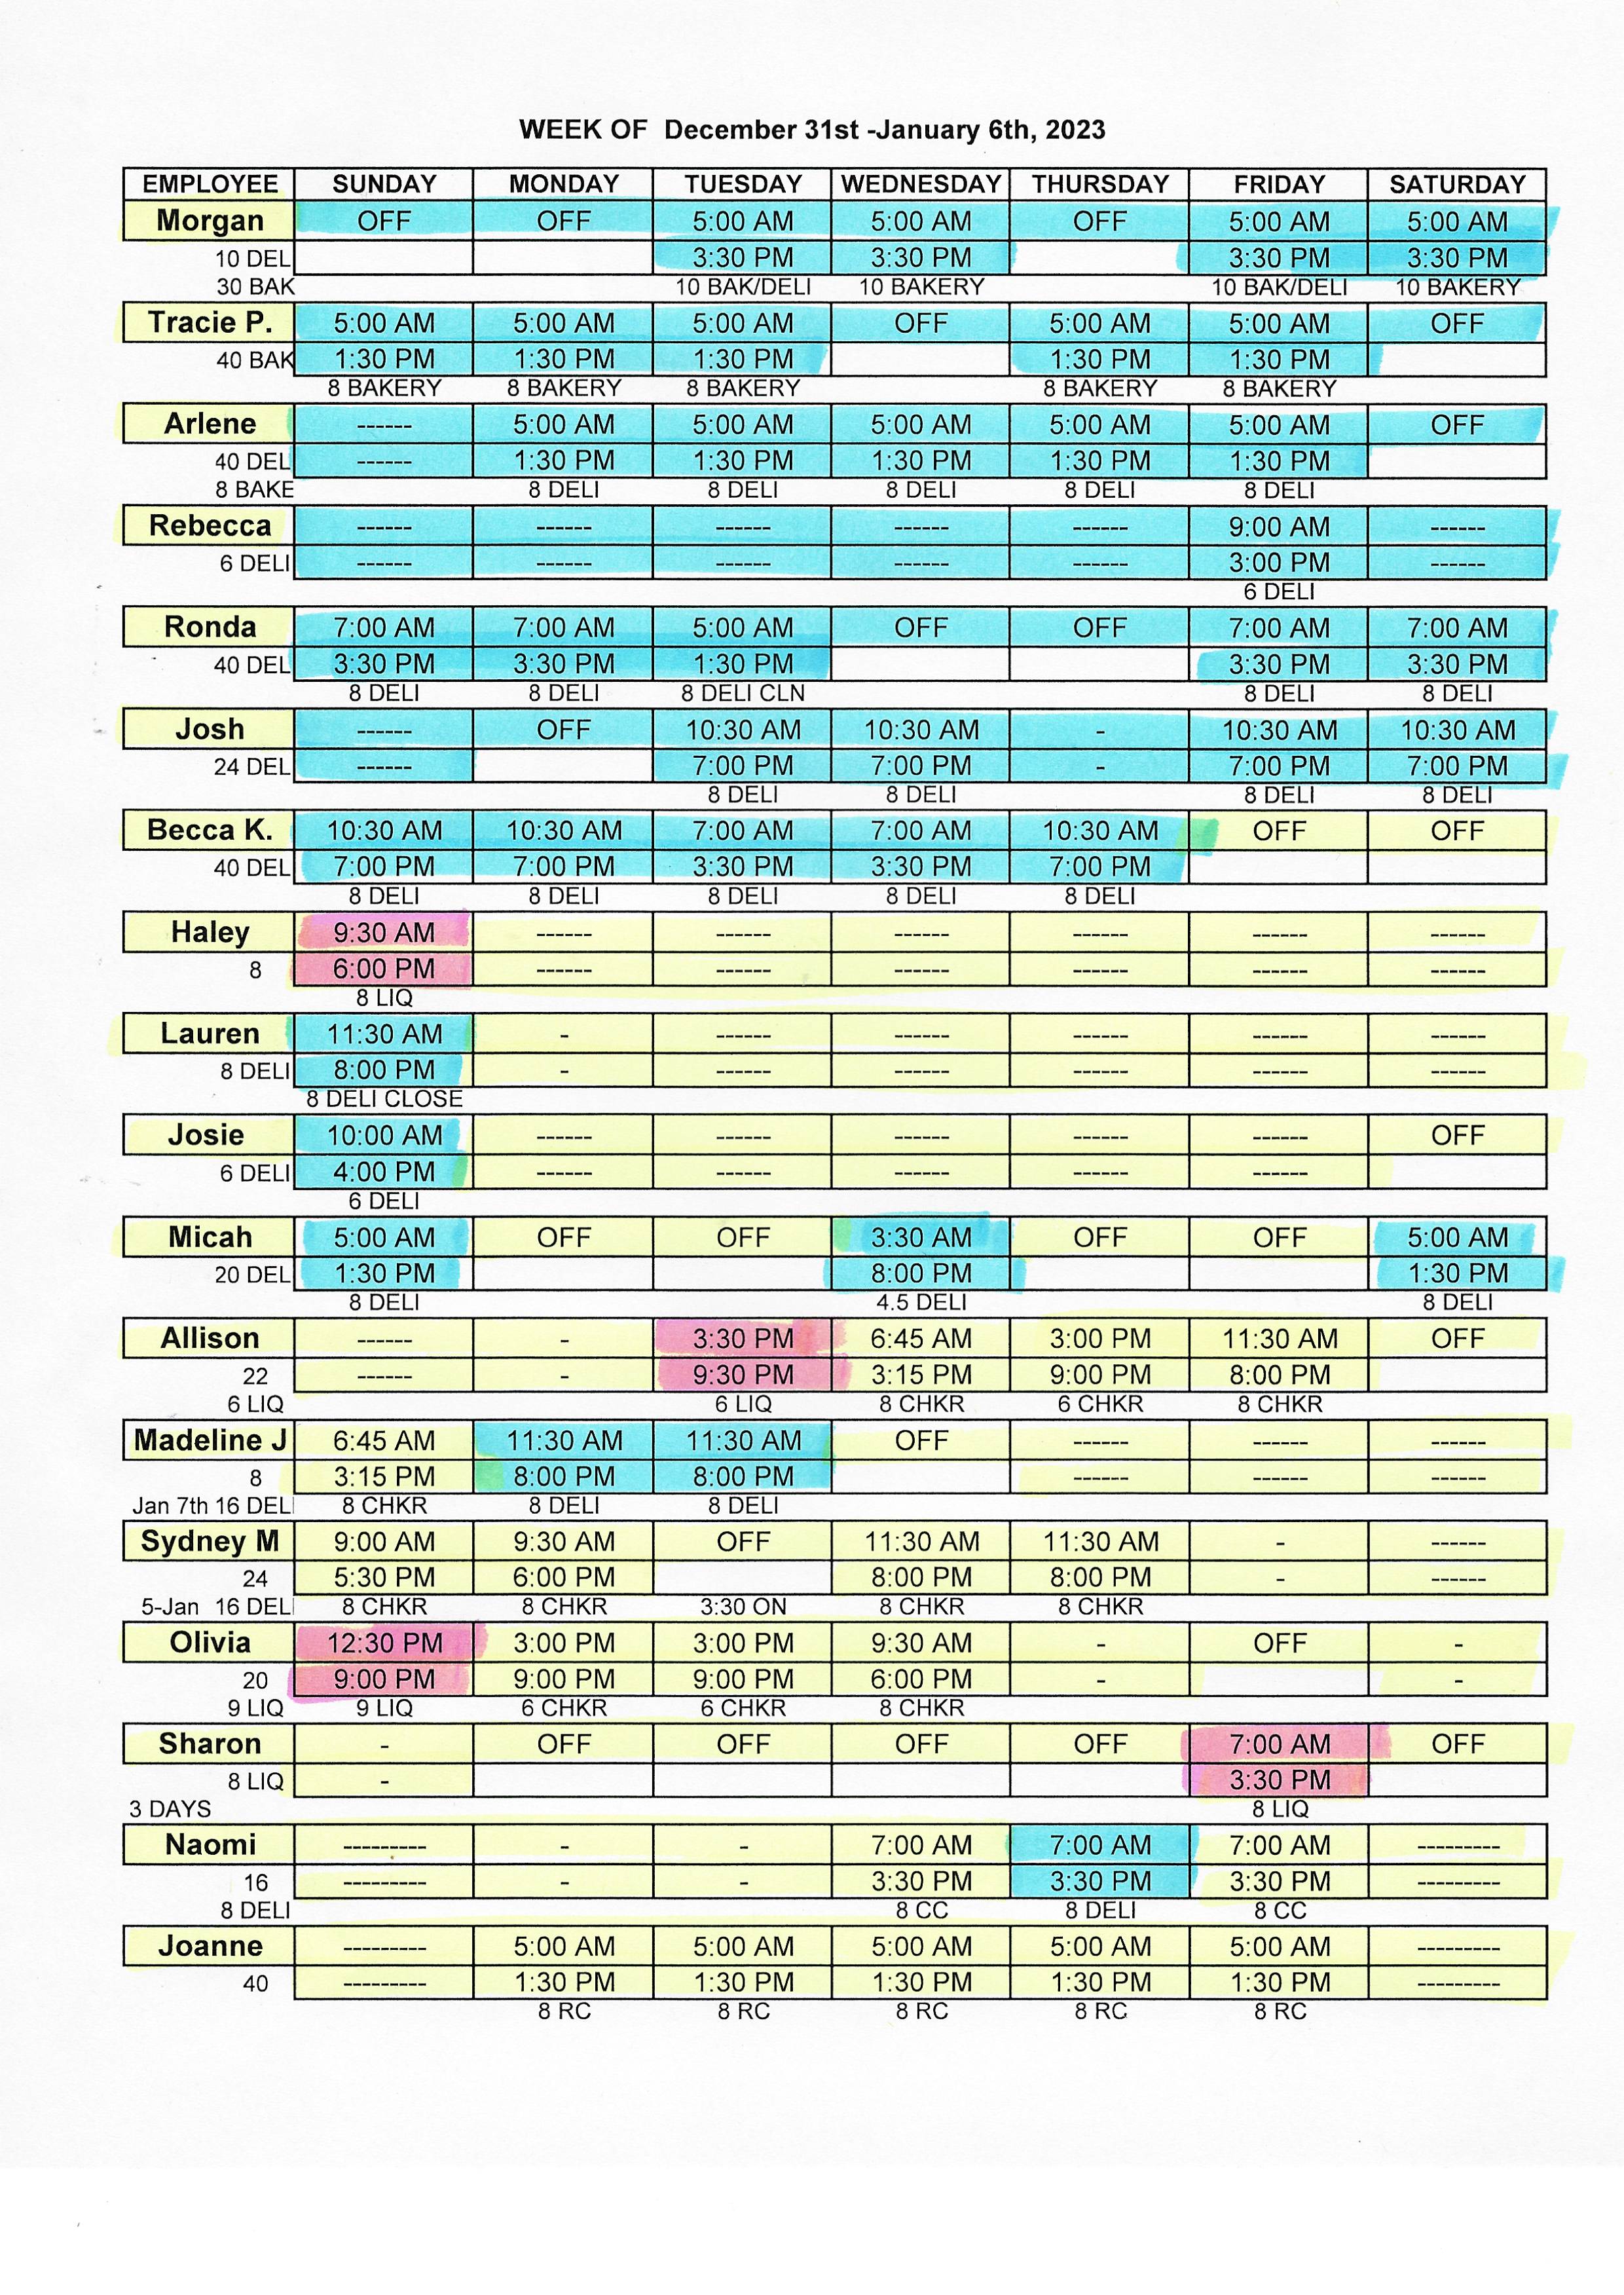 WEEK OF December 31st -January 6th, 2023
EMPLOYEE SUNDAY MONDAY TUESDAY WEDNESDAY THURSDAY FRIDAY SATURDAY
Morgan OFF OFF 5:00 AM 5:00 AM OFF 5:00 AM 5:00 AM
10 DEL 3:30 PM 3:30 PM 3:30 PM 3:30 PM
30 BAK 10 BAK/DELI 10 BAKERY 10 BAK/DELI 10 BAKERY
Tracie P. 5:00 AM 5:00 AM 5:00 AM OFF 5:00 AM 5:00 AM OFF
40 BAK 1:30 PM 1:30 PM 1:30 PM 1:30 PM 1:30 PM
8 BAKERY 8 BAKERY 8 BAKERY 8 BAKERY 8 BAKERY
Arlene ------ 5:00 AM 5:00 AM 5:00 AM 5:00 AM 5:00 AM OFF
40 DEL ------ 1:30 PM 1:30 PM 1:30 PM 1:30 PM 1:30 PM
8 BAKE 8 DELI 8 DELI 8 DELI 8 DELI 8 DELI
Rebecca ------ ------ ------ ------ ------ 9:00 AM ------
6 DELI ------ ------ ------ ------ ------ 3:00 PM ------
6 DELI
Ronda 7:00 AM 7:00 AM 5:00 AM OFF OFF 7:00 AM 7:00 AM
40 DEL 3:30 PM 3:30 PM 1:30 PM 3:30 PM 3:30 PM
8 DELI 8 DELI 8 DELI CLN 8 DELI 8 DELI
Josh ------ OFF 10:30 AM 10:30 AM - 10:30 AM 10:30 AM
24 DEL ------ 7:00 PM 7:00 PM - 7:00 PM 7:00 PM
8 DELI 8 DELI 8 DELI 8 DELI
Becca K. 10:30 AM 10:30 AM 7:00 AM 7:00 AM 10:30 AM OFF OFF
40 DEL 7:00 PM 7:00 PM 3:30 PM 3:30 PM 7:00 PM
8 DELI 8 DELI 8 DELI 8 DELI 8 DELI
Haley 9:30 AM ------ ------ ------ ------ ------ ------
8 6:00 PM ------ ------ ------ ------ ------ ------
8 LIQ
Lauren 11:30 AM - ------ ------ ------ ------ ------
8 DELI 8:00 PM - ------ ------ ------ ------ ------
8 DELI CLOSE
Josie 10:00 AM ------ ------ ------ ------ ------ OFF
6 DELI 4:00 PM ------ ------ ------ ------ ------
6 DELI
Micah 5:00 AM OFF OFF 3:30 AM OFF OFF 5:00 AM
20 DEL 1:30 PM 8:00 PM 1:30 PM
8 DELI 4.5 DELI 8 DELI
Allison ------ - 3:30 PM 6:45 AM 3:00 PM 11:30 AM OFF
22 ------ - 9:30 PM 3:15 PM 9:00 PM 8:00 PM
6 LIQ 6 LIQ 8 CHKR 6 CHKR 8 CHKR
Madeline J 6:45 AM 11:30 AM 11:30 AM OFF ------ ------ ------
8 3:15 PM 8:00 PM 8:00 PM ------ ------ ------
Jan 7th 16 DEL 8 CHKR 8 DELI 8 DELI
Sydney M 9:00 AM 9:30 AM OFF 11:30 AM 11:30 AM - ------
24 5:30 PM 6:00 PM 8:00 PM 8:00 PM - ------
5-Jan 16 DEL 8 CHKR 8 CHKR 3:30 ON 8 CHKR 8 CHKR
Olivia 12:30 PM 3:00 PM 3:00 PM 9:30 AM - OFF -
20 9:00 PM 9:00 PM 9:00 PM 6:00 PM - -
9 LIQ 9 LIQ 6 CHKR 6 CHKR 8 CHKR
Sharon - OFF OFF OFF OFF 7:00 AM OFF
8 LIQ - 3:30 PM
3 DAYS 8 LIQ
Naomi --------- - - 7:00 AM 7:00 AM 7:00 AM ---------
16 --------- - - 3:30 PM 3:30 PM 3:30 PM ---------
8 DELI 8 CC 8 DELI 8 CC
Joanne --------- 5:00 AM 5:00 AM 5:00 AM 5:00 AM 5:00 AM ---------
40 --------- 1:30 PM 1:30 PM 1:30 PM 1:30 PM 1:30 PM ---------
8 RC 8 RC 8 RC 8 RC 8 RC